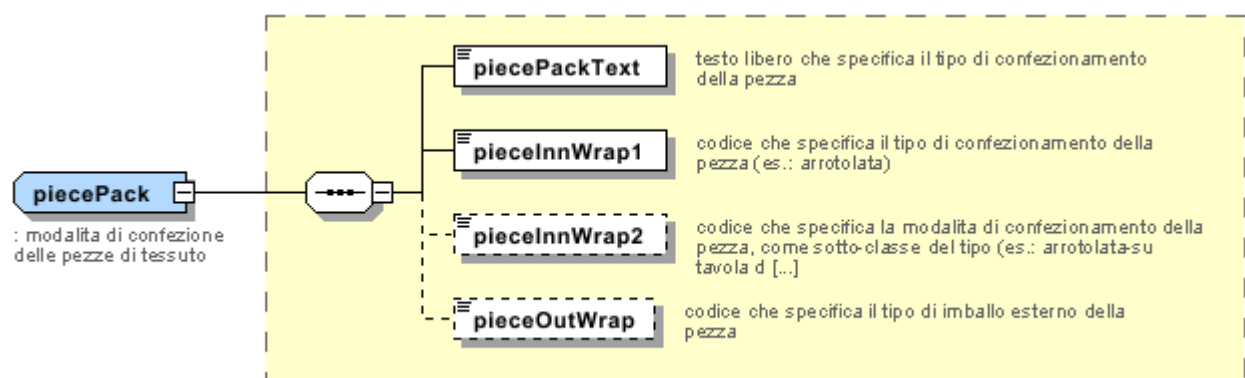 piecePackText
testo libero che specifica il tipo di confezionamento
della pezza
pieceInnWrap1
codice che specifica il tipo di confezionamento della
pezza (es.: arrotolata)
piecePack
: modalita di confezione
delle pezze di tessuto
pieceInnWrap2
codice che specifica la modalita di confezionamento della
pezza, come sotto-classe del tipo (es.: arrotolata-su
tavola d [...]
pieceOutWrap
codice che specifica il tipo di imballo esterno della
pezza